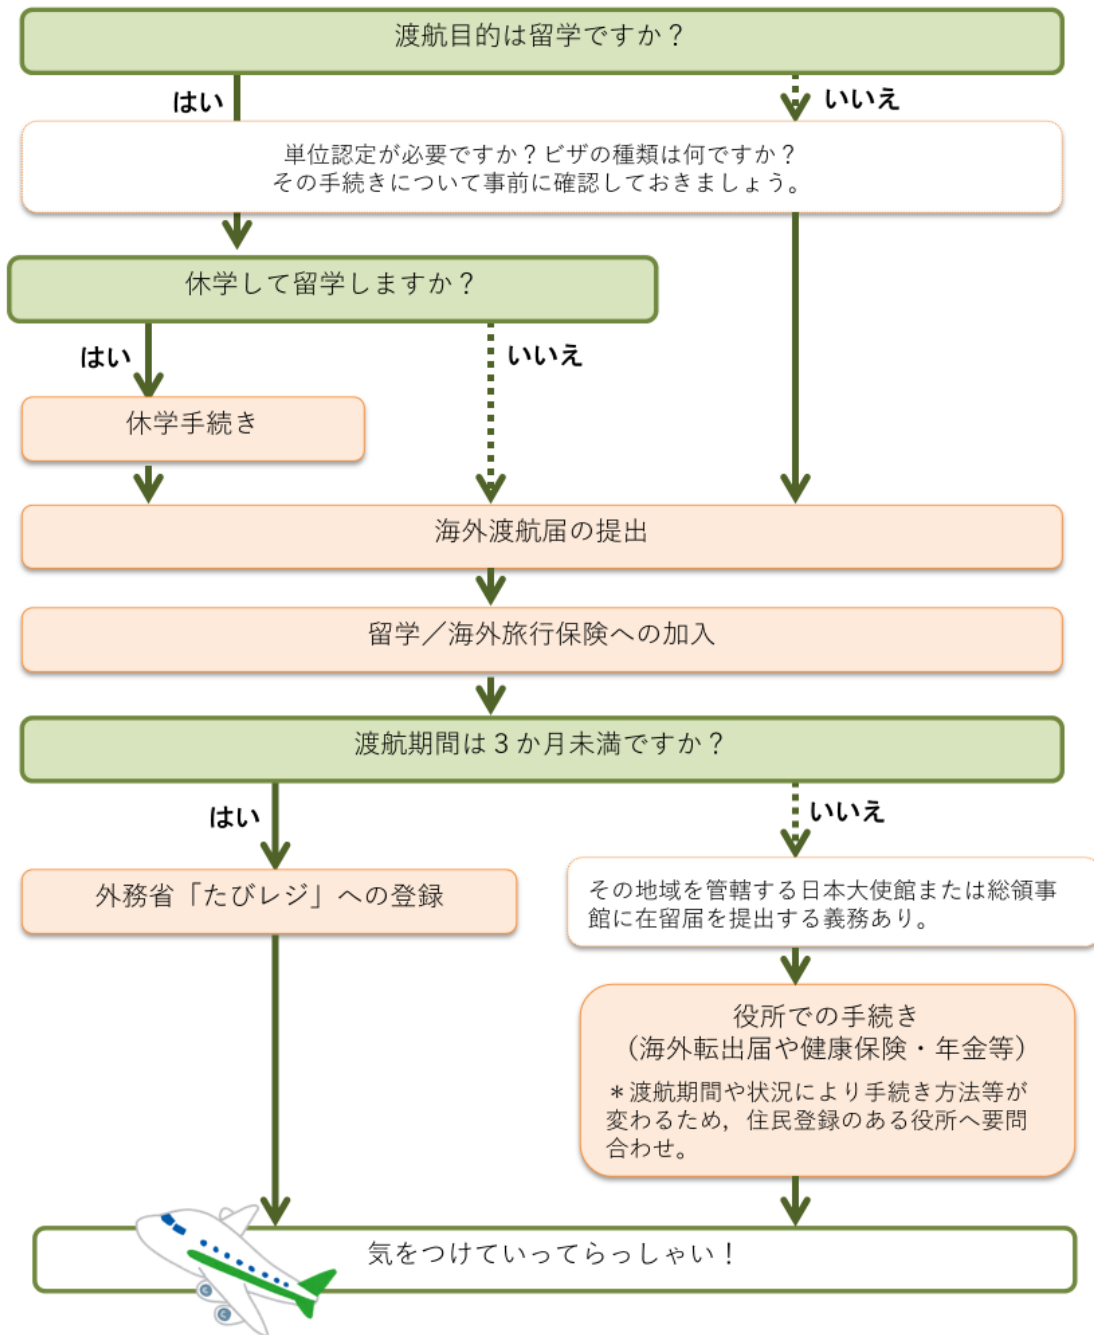 渡航目的は留学ですか？
はい
いいえ
単位認定が必要ですか？ビザの種類は何ですか？
その手続きについて事前に確認しておきましょう。
休学して留学しますか？
はい
いいえ
休学手続き
海外渡航届の提出
留学／海外旅行保険への加入
渡航期間は３か月未満ですか？
はい
いいえ
外務省「たびレジ」への登録
その地域を管轄する日本大使館または総領事
館に在留届を提出する義務あり。
役所での手続き
（海外転出届や健康保険・年金等）
＊渡航期間や状況により手続き方法等が
変わるため，住民登録のある役所へ要問
合わせ。
気をつけていってらっしゃい！